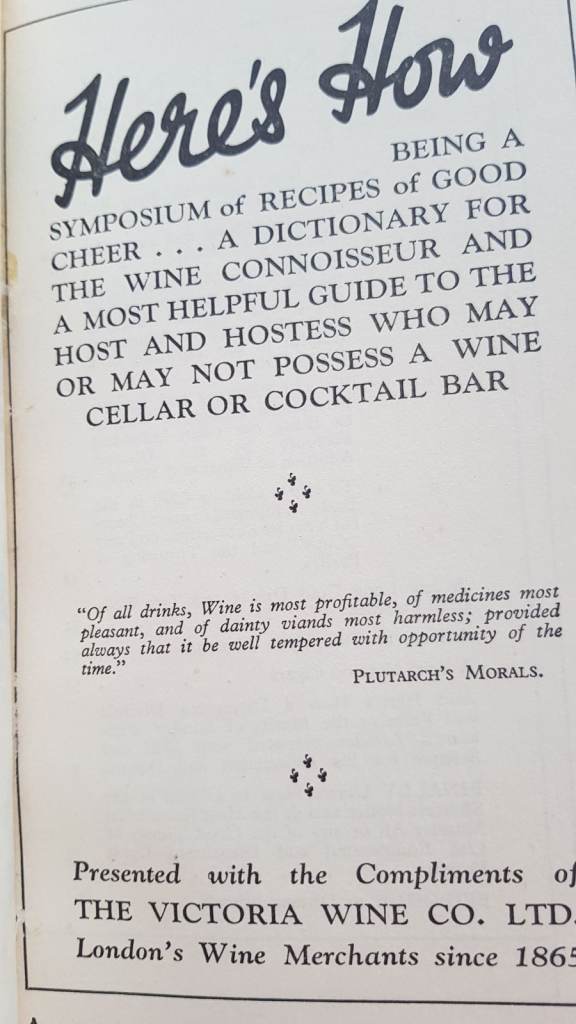 Here's How
BEING A
SYMPOSIUM of RECIPES of GOOD
CHEER . . . A DICTIONARY FOR
THE WINE CONNOISSEUR AND
A MOST HELPFUL GUIDE TO THE
HOST AND HOSTESS WHO MAY
OR MAY NOT POSSESS A WINE
CELLAR OR COCKTAIL BAR
"Of all drinks, Wine is most profitable, of medicines most
pleasant, and of dainty viands most harmless; provided
always that it be well tempered with opportunity of the
time."
PLUTARCH'S MORALS.
Presented with the Compliments of
THE VICTORIA WINE CO. LTD.
London's Wine Merchants since 1865